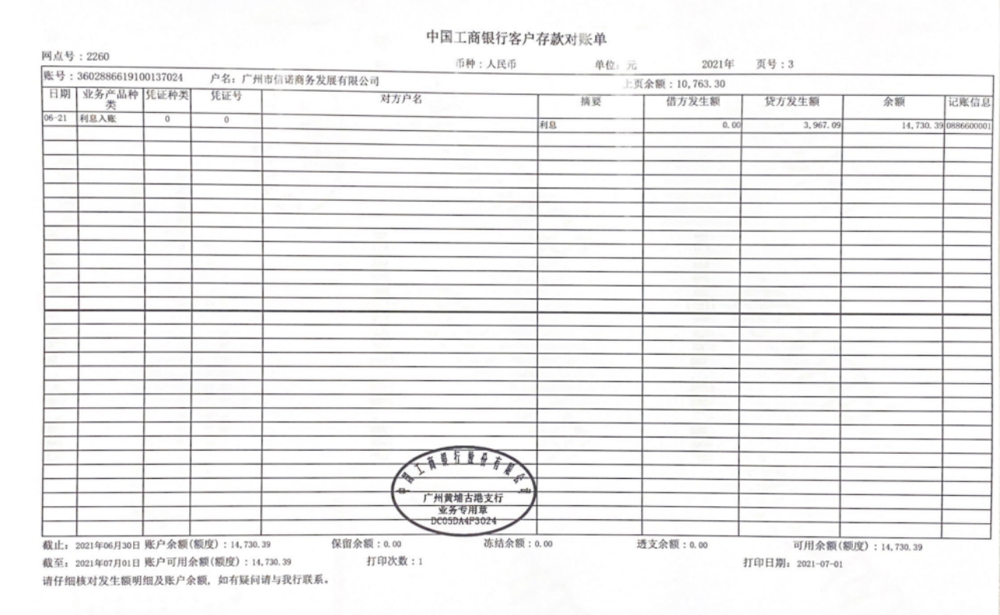 中国工商银行客户存款对账单
网点号：2260 币种：人民币 单位：元 2021年 页号：3
账号：3602886619100137024 户名：广州市信诺商务发展有限公司 上页余额：10,763.30
日期 业务产品种类 凭证种类 凭证号 对方户名 摘要 借方发生额 贷方发生额 余额 记账信息
06-21 利息入账 0 0 利息 0.00 3,967.09 14,730.39 0886600001
中国工商银行股份有限公司
广州黄埔古港支行
业务专用章
DC05DA4F3024
截止：2021年06月30日 账户余额(额度)：14,730.39 保留余额：0.00 冻结余额：0.00 透支余额：0.00 可用余额(额度)：14,730.39
截至：2021年07月01日 账户可用余额(额度)：14,730.39 打印次数：1 打印日期：2021-07-01
请仔细核对发生额明细及账户余额，如有疑问请与我行联系。